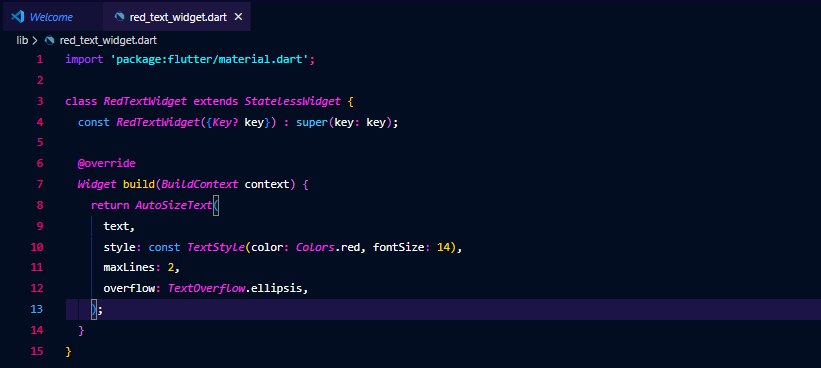 Welcome red_text_widget.dart ×
lib > red_text_widget.dart
1 import 'package:flutter/material.dart';
2
3 class RedTextWidget extends StatelessWidget {
4 const RedTextWidget({Key? key}) : super(key: key);
5
6 @override
7 Widget build(BuildContext context) {
8 return AutoSizeText(
9 text,
10 style: const TextStyle(color: Colors.red, fontSize: 14),
11 maxLines: 2,
12 overflow: TextOverflow.ellipsis,
13 );
14 }
15 }